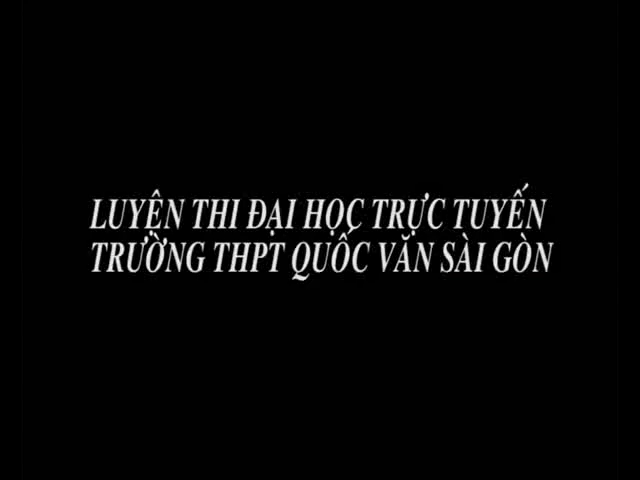 LUYỆN THI ĐẠI HỌC TRỰC TUYẾN
TRƯỜNG THPT QUỐC VĂN SÀI GÒN